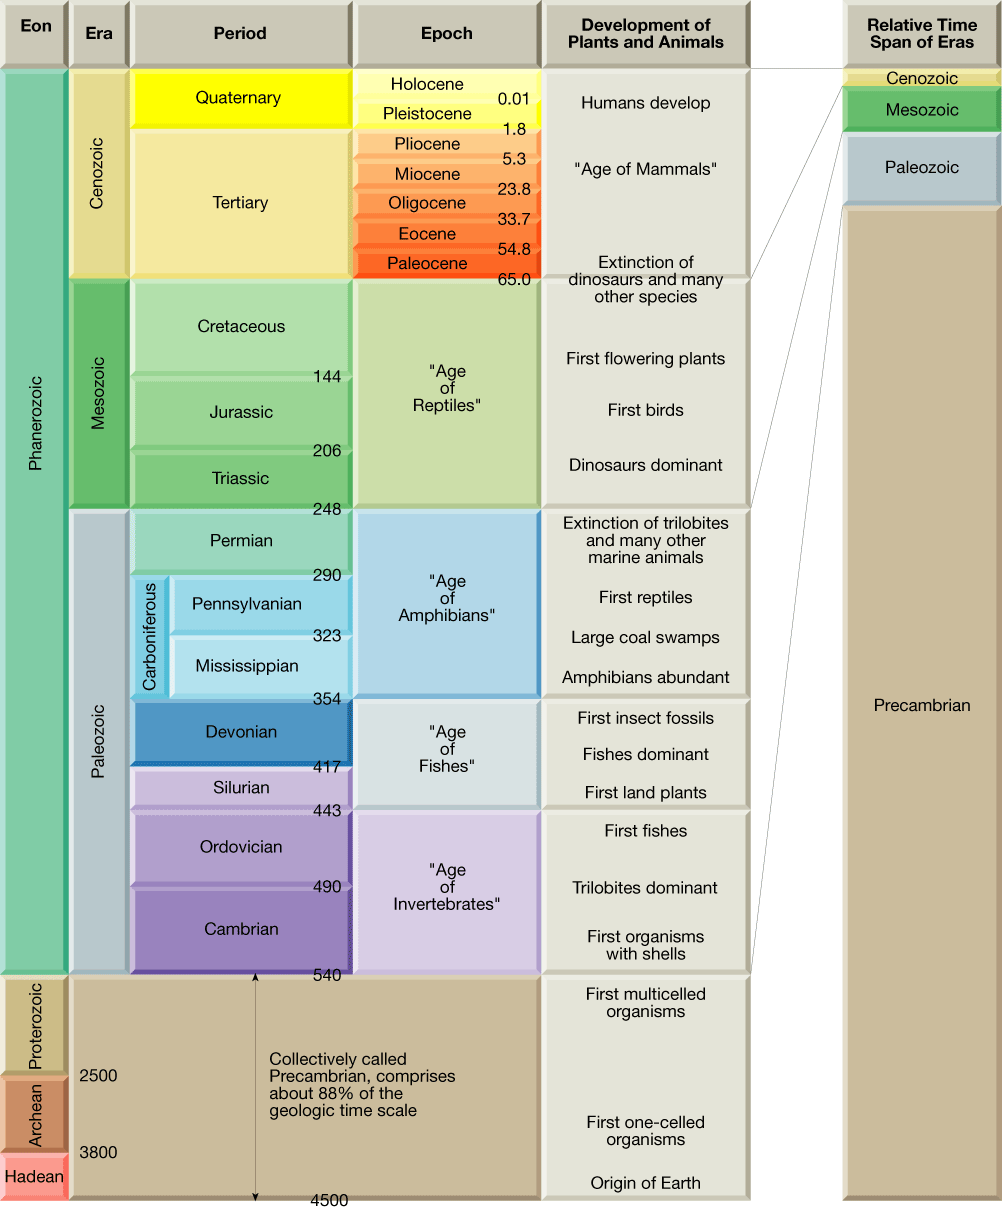 Eon
Era
Period
Epoch
Development of
Plants and Animals
Relative Time
Span of Eras
Phanerozoic
Cenozoic
Quaternary
Holocene
0.01
Pleistocene
1.8
Tertiary
Pliocene
5.3
Miocene
23.8
Oligocene
33.7
Eocene
54.8
Paleocene
65.0
Humans develop
"Age of Mammals"
Extinction of
dinosaurs and many
other species
Mesozoic
Cretaceous
144
Jurassic
206
Triassic
248
"Age
of
Reptiles"
First flowering plants
First birds
Dinosaurs dominant
Paleozoic
Permian
290
Carboniferous
Pennsylvanian
323
Mississippian
354
"Age
of
Amphibians"
Extinction of trilobites
and many other
marine animals
First reptiles
Large coal swamps
Amphibians abundant
Devonian
417
Silurian
443
"Age
of
Fishes"
First insect fossils
Fishes dominant
First land plants
Ordovician
490
Cambrian
540
"Age
of
Invertebrates"
First fishes
Trilobites dominant
First organisms
with shells
Proterozoic
2500
Archean
3800
Hadean
Collectively called
Precambrian, comprises
about 88% of the
geologic time scale
4500
First multicelled
organisms
First one-celled
organisms
Origin of Earth
Cenozoic
Mesozoic
Paleozoic
Precambrian